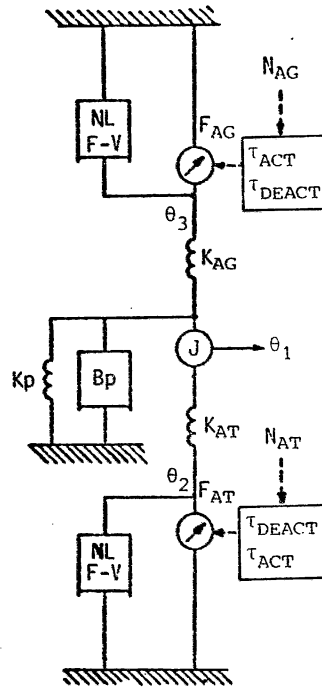 N_AG
NL
F-V
F_AG
τ_ACT
τ_DEACT
θ_3
K_AG
J
θ_1
Kp
Bp
K_AT
N_AT
θ_2
F_AT
NL
F-V
τ_DEACT
τ_ACT